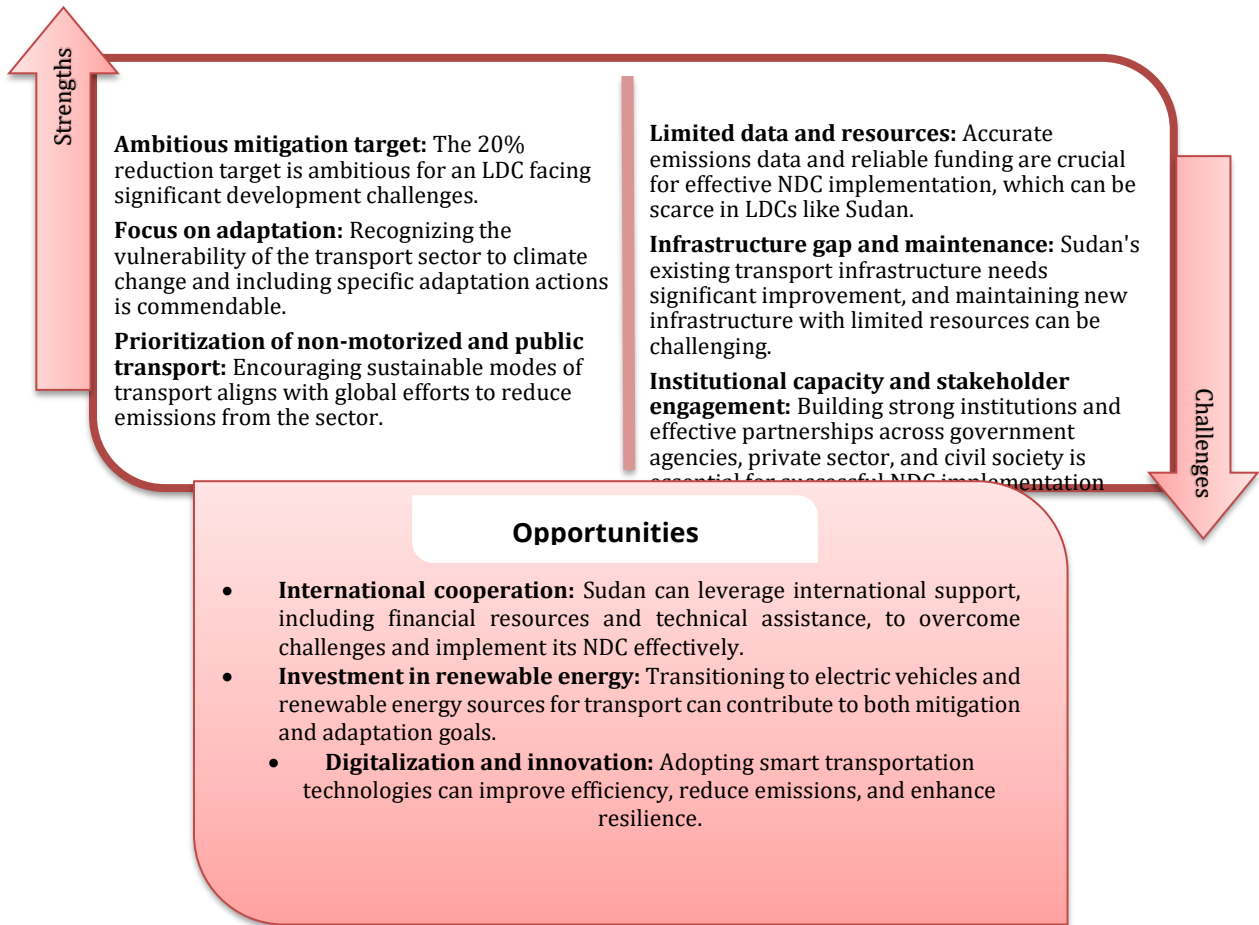 Strengths
Ambitious mitigation target: The 20%
reduction target is ambitious for an LDC facing
significant development challenges.
Focus on adaptation: Recognizing the
vulnerability of the transport sector to climate
change and including specific adaptation actions
is commendable.
Prioritization of non-motorized and public
transport: Encouraging sustainable modes of
transport aligns with global efforts to reduce
emissions from the sector.
Limited data and resources: Accurate
emissions data and reliable funding are crucial
for effective NDC implementation, which can be
scarce in LDCs like Sudan.
Infrastructure gap and maintenance: Sudan's
existing transport infrastructure needs
significant improvement, and maintaining new
infrastructure with limited resources can be
challenging.
Institutional capacity and stakeholder
engagement: Building strong institutions and
effective partnerships across government
agencies, private sector, and civil society is
essential for successful NDC implementation
Challenges
Opportunities
• International cooperation: Sudan can leverage international support,
including financial resources and technical assistance, to overcome
challenges and implement its NDC effectively.
• Investment in renewable energy: Transitioning to electric vehicles and
renewable energy sources for transport can contribute to both mitigation
and adaptation goals.
• Digitalization and innovation: Adopting smart transportation
technologies can improve efficiency, reduce emissions, and enhance
resilience.